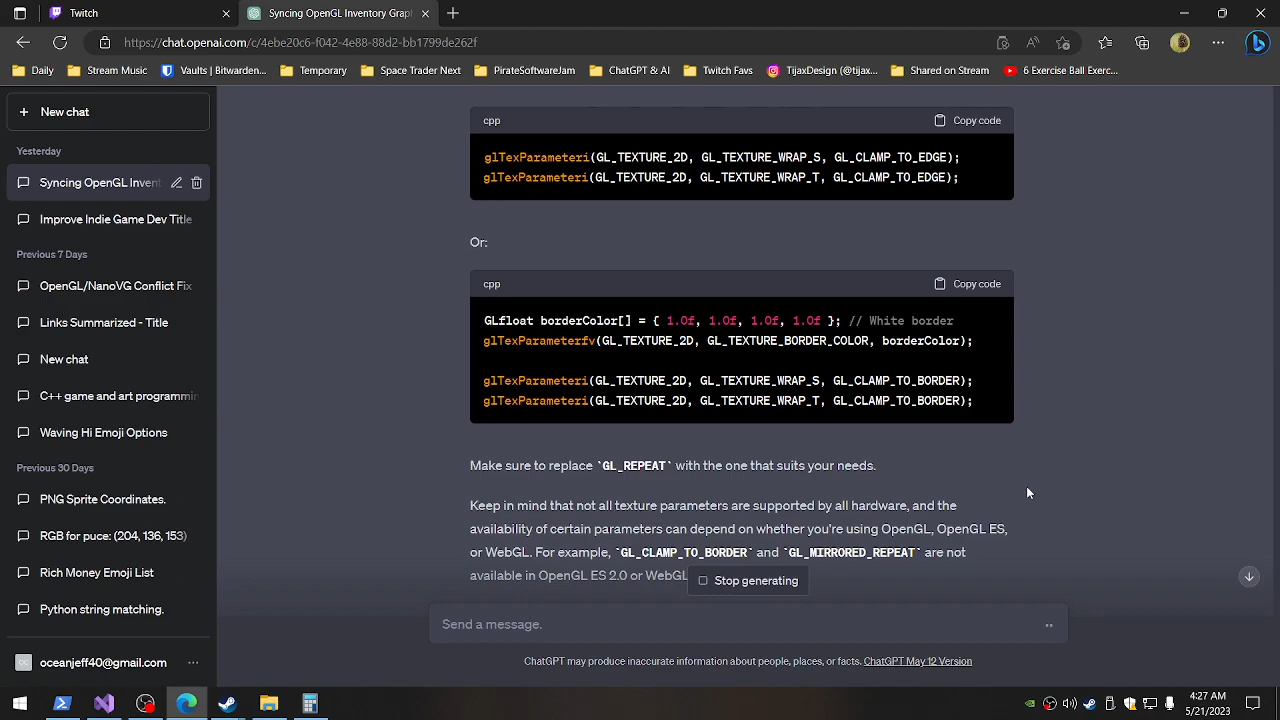 Twitch
Syncing OpenGL Inventory Grap
https://chat.openai.com/c/4ebe20e6-f042-4e88-88d2-bb1799de262f
Daily
Stream Music
Vaults | Bitwarden...
Temporary
Space Trader Next
PirateSoftwareJam
ChatGPT & AI
Twitch Favs
TijaxDesign (@tijax...
Shared on Stream
6 Exercise Ball Exerc...
New chat
Yesterday
Syncing OpenGL Invent
Improve Indie Game Dev Title
Previous 7 Days
OpenGL/NanoVG Conflict Fix
Links Summarized - Title
New chat
C++ game and art programmin
Waving Hi Emoji Options
Previous 30 Days
PNG Sprite Coordinates.
RGB for puce: (204, 136, 153)
Rich Money Emoji List
Python string matching.
OC
oceanjeff40@gmail.com
...
cpp
Copy code
glTexParameteri(GL_TEXTURE_2D, GL_TEXTURE_WRAP_S, GL_CLAMP_TO_EDGE);
glTexParameteri(GL_TEXTURE_2D, GL_TEXTURE_WRAP_T, GL_CLAMP_TO_EDGE);
Or:
cpp
Copy code
GLfloat borderColor[] = { 1.0f, 1.0f, 1.0f, 1.0f }; // White border
glTexParameterfv(GL_TEXTURE_2D, GL_TEXTURE_BORDER_COLOR, borderColor);
glTexParameteri(GL_TEXTURE_2D, GL_TEXTURE_WRAP_S, GL_CLAMP_TO_BORDER);
glTexParameteri(GL_TEXTURE_2D, GL_TEXTURE_WRAP_T, GL_CLAMP_TO_BORDER);
Make sure to replace `GL_REPEAT` with the one that suits your needs.
Keep in mind that not all texture parameters are supported by all hardware, and the
availability of certain parameters can depend on whether you're using OpenGL, OpenGL ES,
or WebGL. For example, `GL_CLAMP_TO_BORDER` and `GL_MIRRORED_REPEAT` are not
available in OpenGL ES 2.0 or WebGL
Stop generating
Send a message.
ChatGPT may produce inaccurate information about people, places, or facts. ChatGPT May 12 Version
4:27 AM
5/21/2023